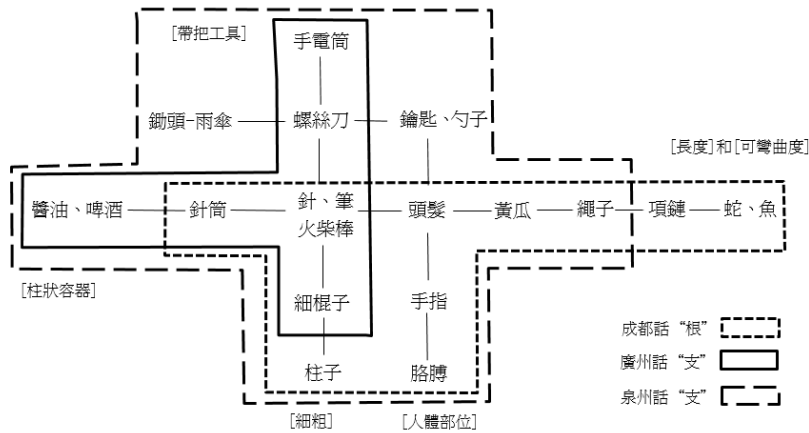 [帶把工具]
手電筒
鋤頭-雨傘
螺絲刀
鑰匙、勺子
[長度]和[可彎曲度]
醬油、啤酒
針筒
針、筆
火柴棒
頭髮
黃瓜
繩子
項鏈
蛇、魚
[柱狀容器]
細棍子
手指
柱子
胳膊
[細粗]
[人體部位]
成都話“根”
廣州話“支”
泉州話“支”